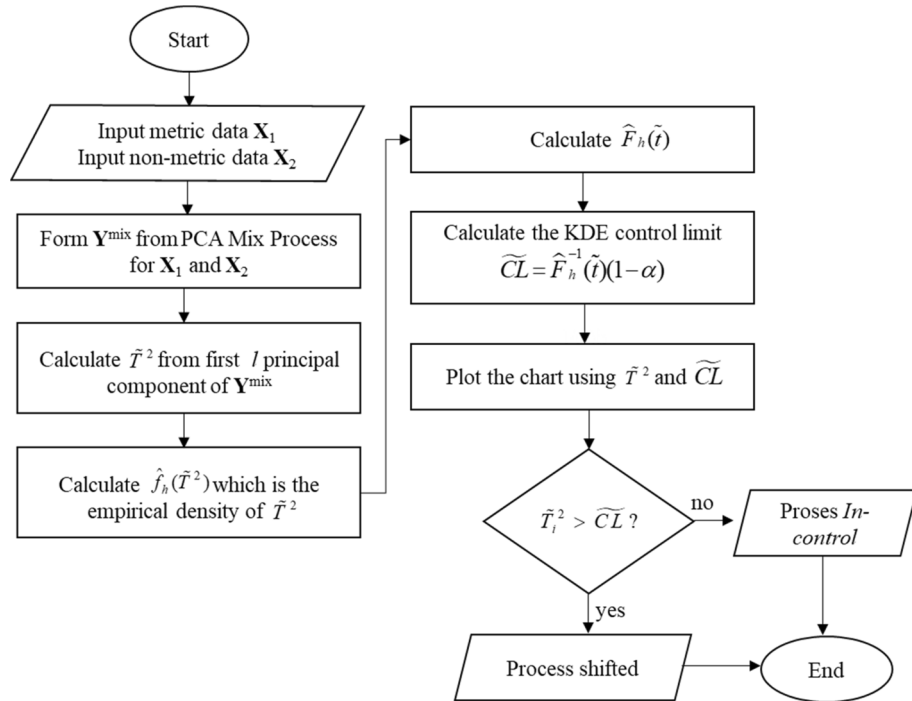 Start
Input metric data X₁
Input non-metric data X₂
Form Yᵐⁱˣ from PCA Mix Process
for X₁ and X₂
Calculate T̃² from first l principal
component of Yᵐⁱˣ
Calculate f̂ₕ(T̃²) which is the
empirical density of T̃²
Calculate F̂ₕ(t̃)
Calculate the KDE control limit
C͠L = F̂ₕ⁻¹(t̃)(1−α)
Plot the chart using T̃² and C͠L
T̃ᵢ² > C͠L ?
no
Proses In-
control
yes
Process shifted
End